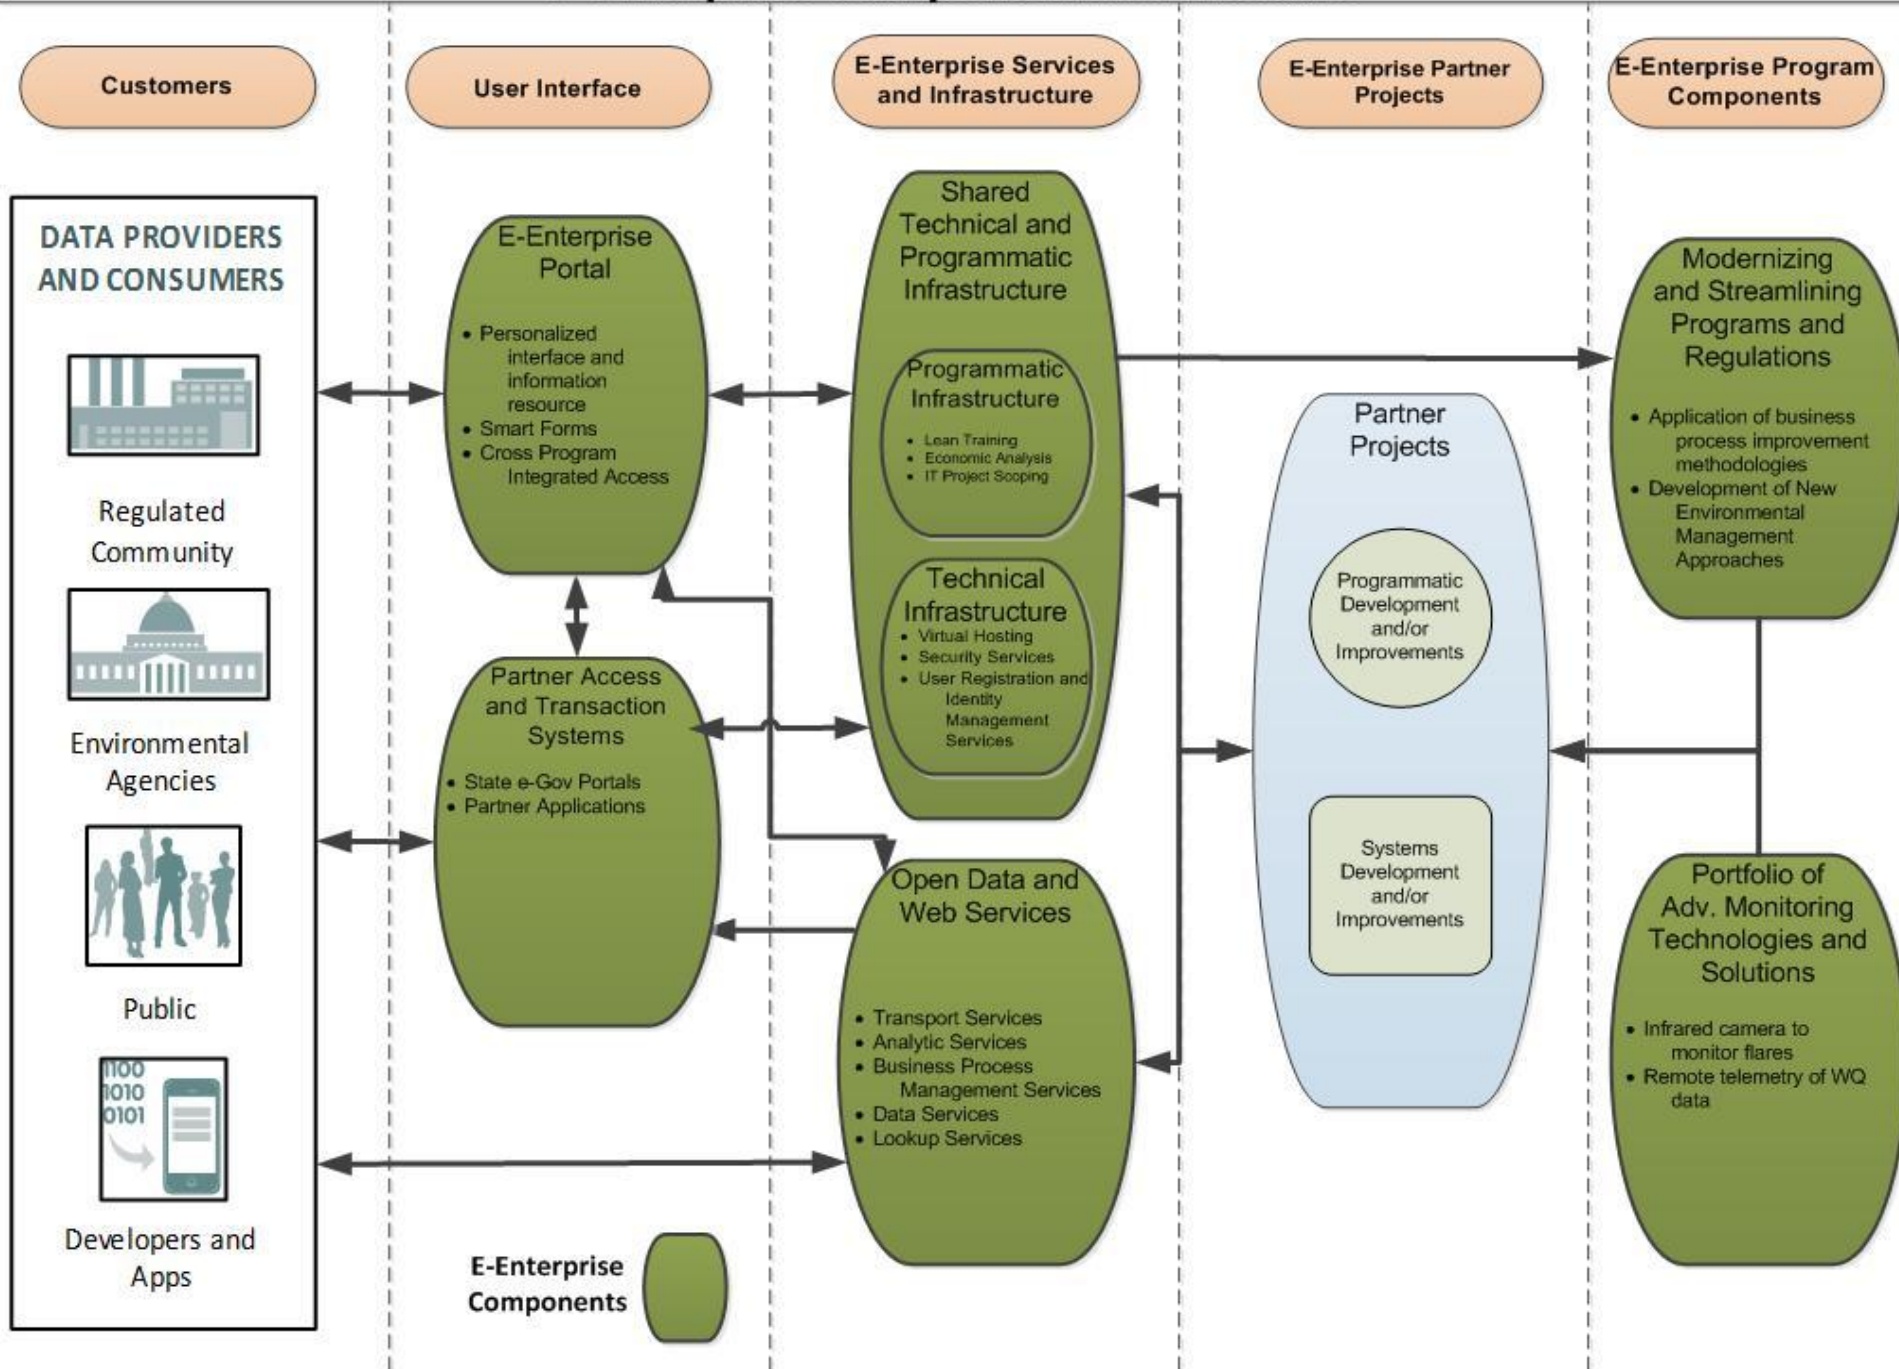 Customers
User Interface
E-Enterprise Services
and Infrastructure
E-Enterprise Partner
Projects
E-Enterprise Program
Components
DATA PROVIDERS
AND CONSUMERS
Regulated
Community
Environmental
Agencies
Public
1100
1010
0101
Developers and
Apps
E-Enterprise
Portal
• Personalized
interface and
information
resource
• Smart Forms
• Cross Program
Integrated Access
Partner Access
and Transaction
Systems
• State e-Gov Portals
• Partner Applications
E-Enterprise
Components
Shared
Technical and
Programmatic
Infrastructure
Programmatic
Infrastructure
• Lean Training
• Economic Analysis
• IT Project Scoping
Technical
Infrastructure
• Virtual Hosting
• Security Services
• User Registration and
Identity
Management
Services
Open Data and
Web Services
• Transport Services
• Analytic Services
• Business Process
Management Services
• Data Services
• Lookup Services
Partner
Projects
Programmatic
Development
and/or
Improvements
Systems
Development
and/or
Improvements
Modernizing
and Streamlining
Programs and
Regulations
• Application of business
process improvement
methodologies
• Development of New
Environmental
Management
Approaches
Portfolio of
Adv. Monitoring
Technologies and
Solutions
• Infrared camera to
monitor flares
• Remote telemetry of WQ
data